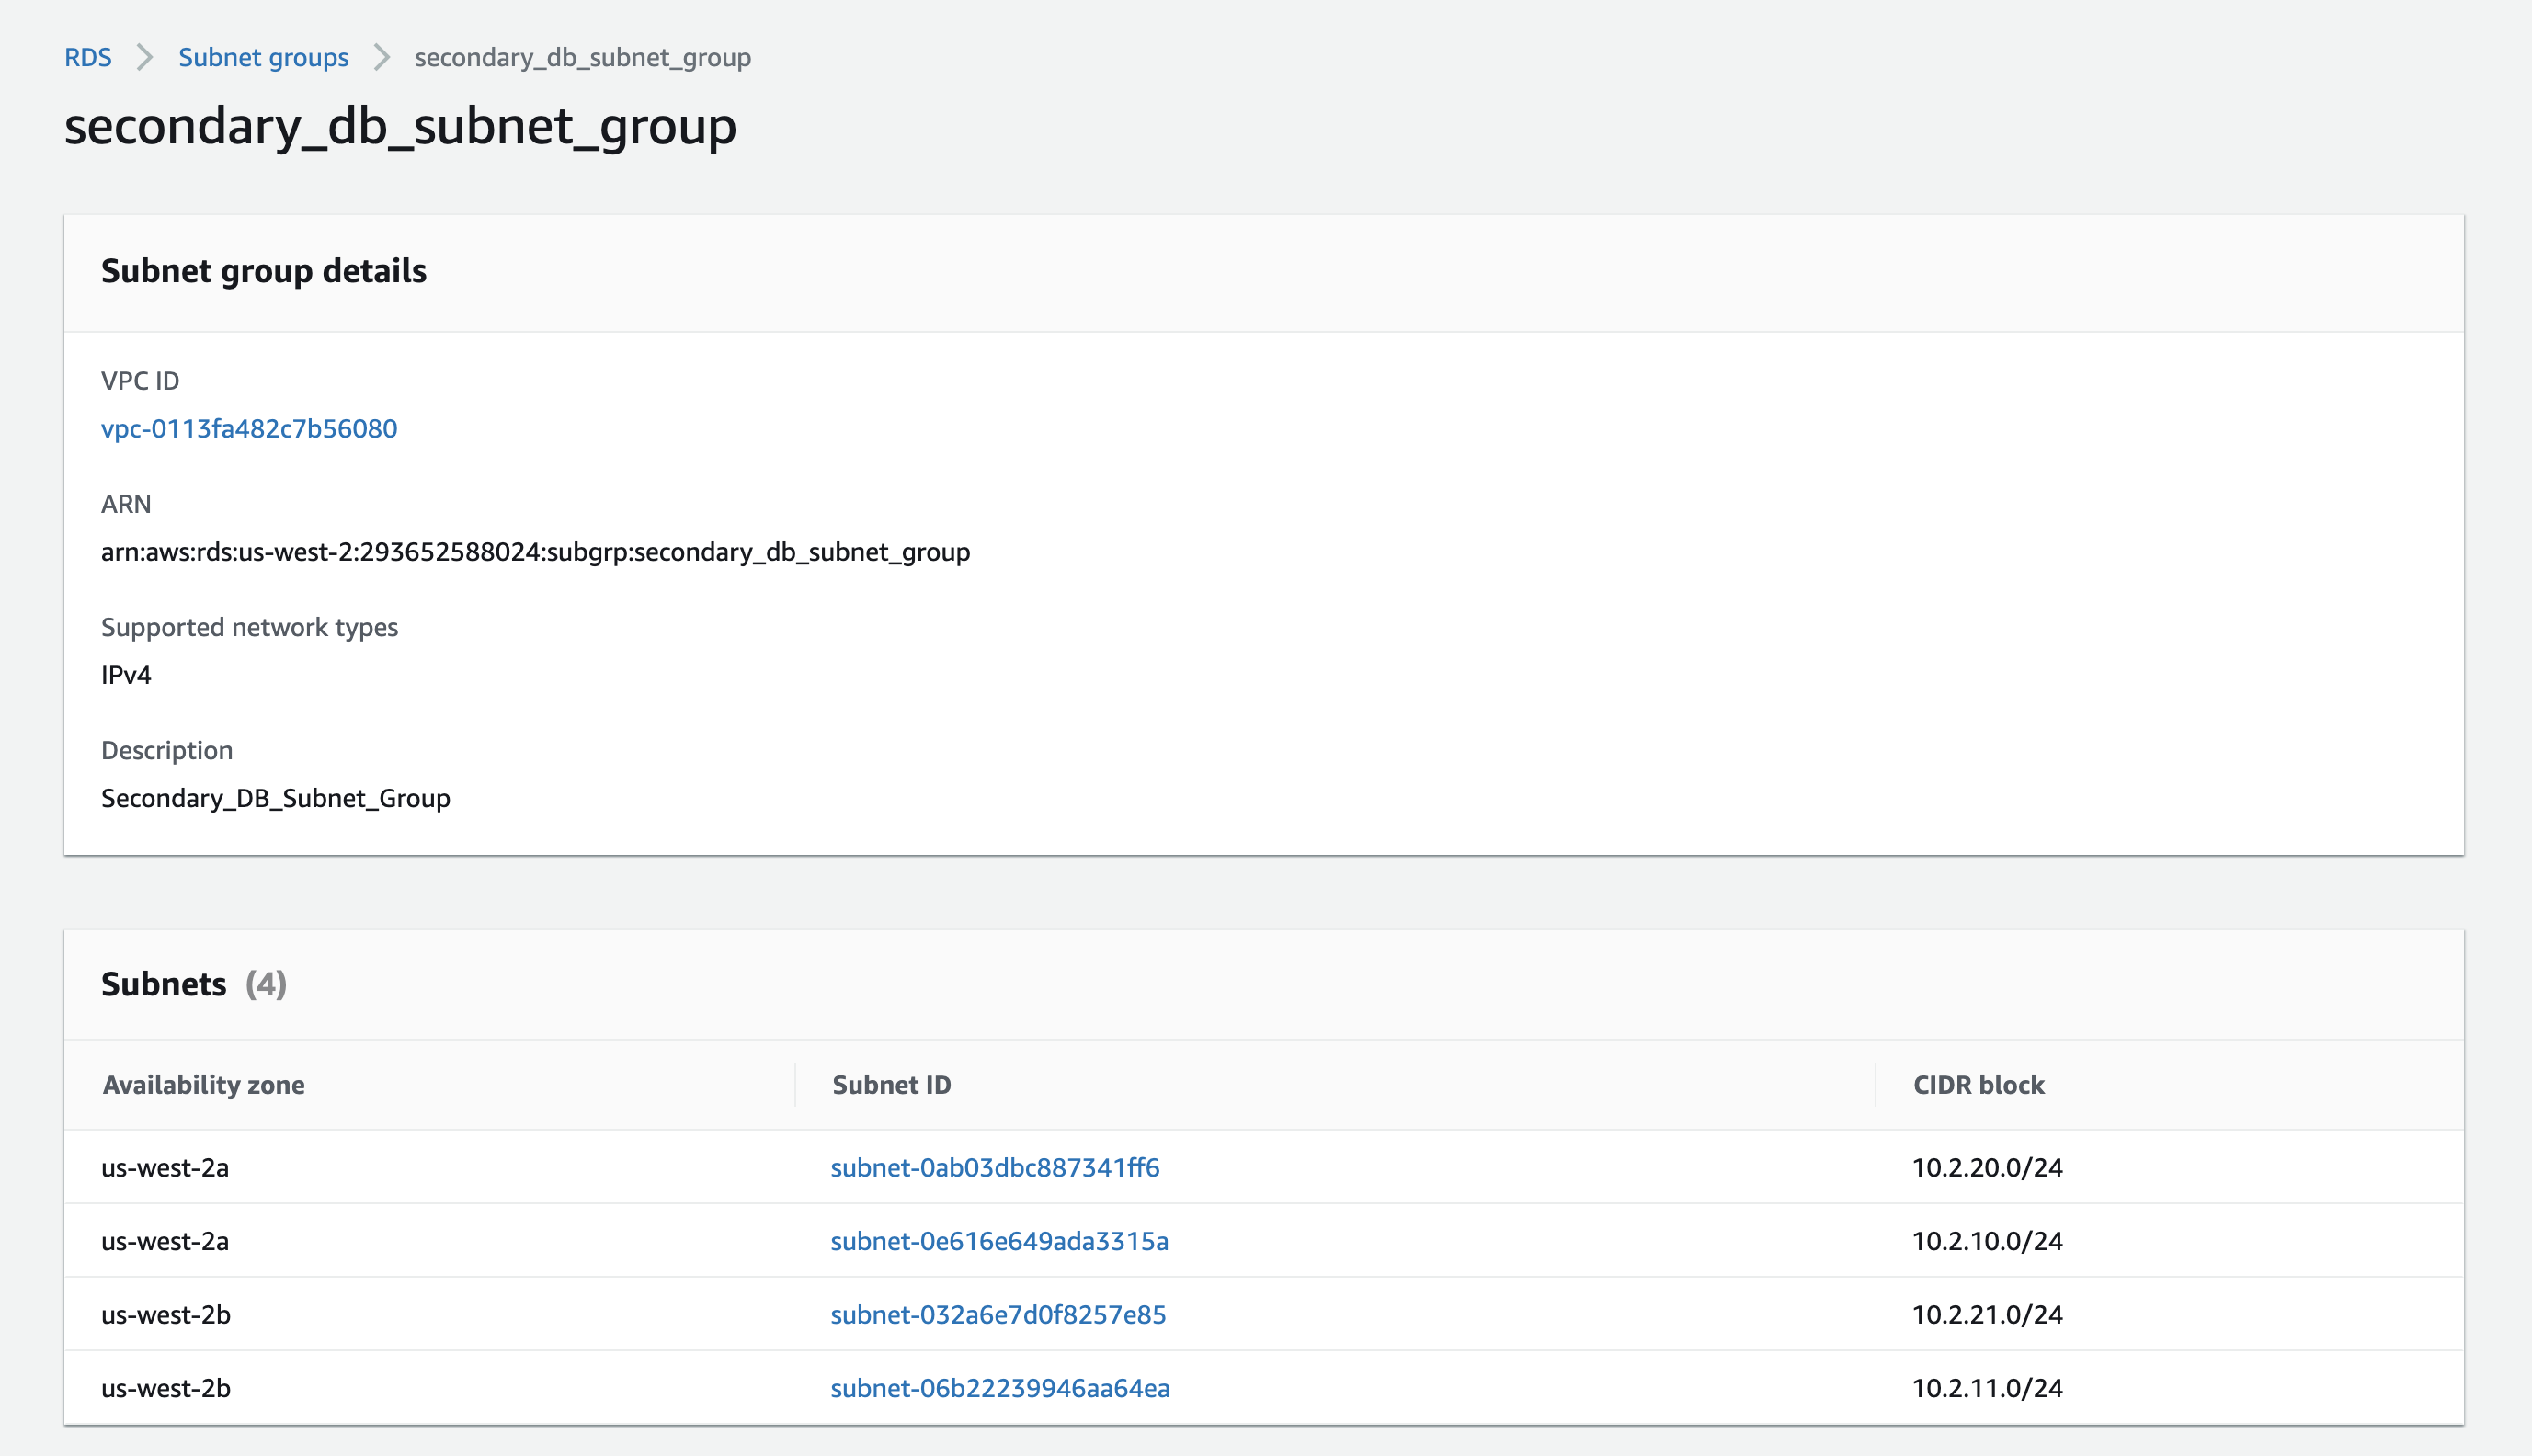 RDS > Subnet groups > secondary_db_subnet_group
secondary_db_subnet_group
Subnet group details
VPC ID
vpc-0113fa482c7b56080
ARN
arn:aws:rds:us-west-2:293652588024:subgrp:secondary_db_subnet_group
Supported network types
IPv4
Description
Secondary_DB_Subnet_Group
Subnets (4)
Availability zone Subnet ID CIDR block
us-west-2a subnet-0ab03dbc887341ff6 10.2.20.0/24
us-west-2a subnet-0e616e649ada3315a 10.2.10.0/24
us-west-2b subnet-032a6e7d0f8257e85 10.2.21.0/24
us-west-2b subnet-06b22239946aa64ea 10.2.11.0/24